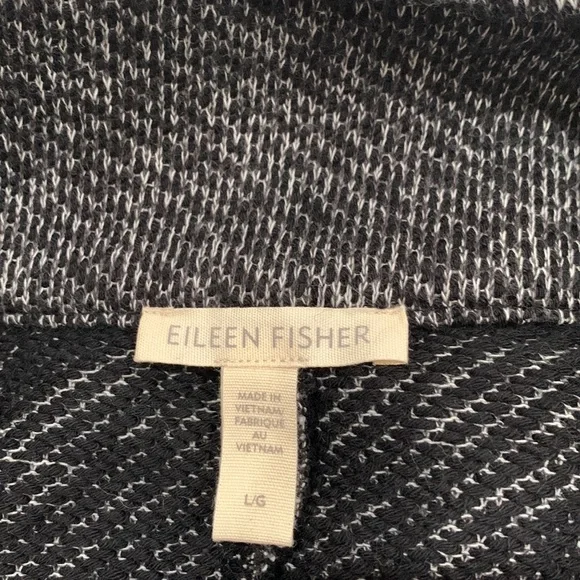 EILEEN FISHER
MADE IN
VIETNAM/
FABRIQUE
AU
VIETNAM
L/G